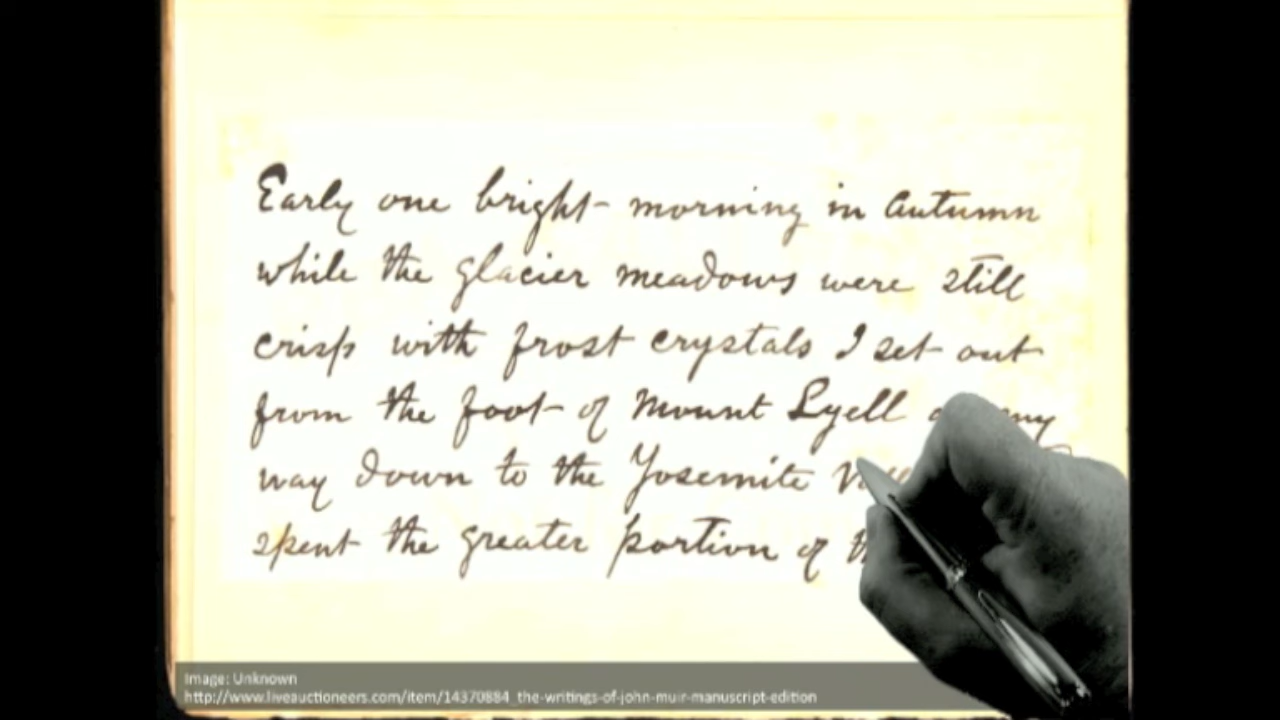 Early one bright morning in Autumn
while the glacier meadows were still
crisp with frost crystals I set out
from the foot of Mount Lyell my
way down to the Yosemite
spent the greater portion of
Image: Unknown
http://www.liveauctioneers.com/item/14370884_the-writings-of-john-muir-manuscript-edition